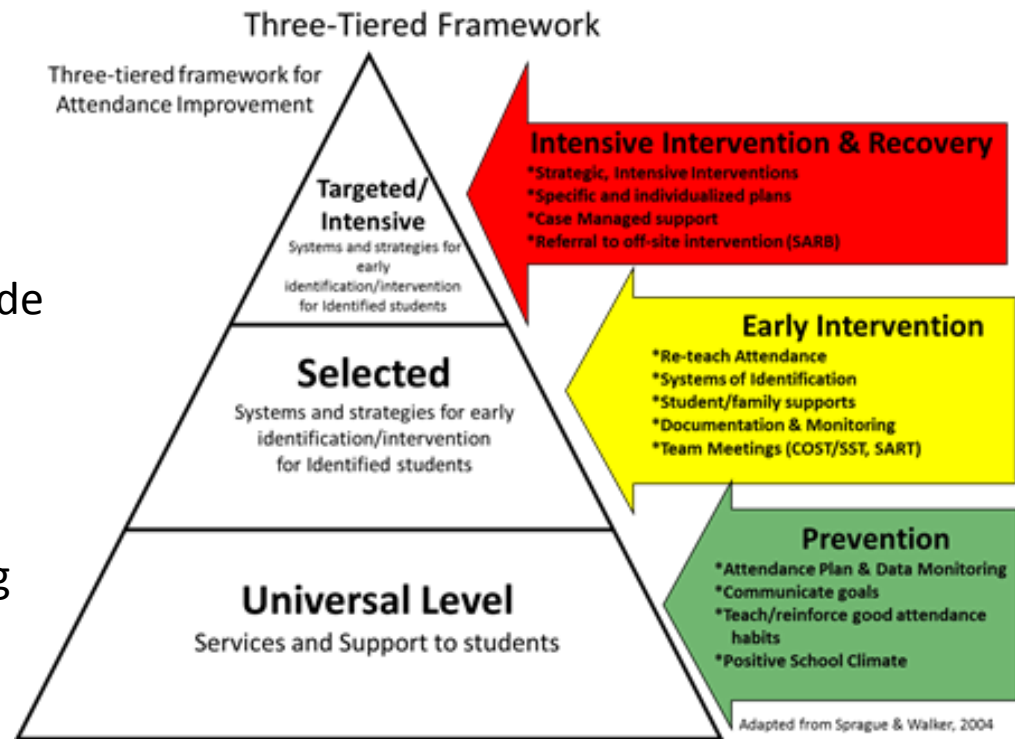 Three-Tiered Framework
Three-tiered framework for
Attendance Improvement
Targeted/
Intensive
Systems and strategies for
early
identification/intervention
for Identified students
Intensive Intervention & Recovery
*Strategic, Intensive Interventions
*Specific and individualized plans
*Case Managed support
*Referral to off-site intervention (SARB)
de
Selected
Systems and strategies for early
identification/intervention
for Identified students
Early Intervention
*Re-teach Attendance
*Systems of Identification
*Student/family supports
*Documentation & Monitoring
*Team Meetings (COST/SST, SART)
g
Universal Level
Services and Support to students
Prevention
*Attendance Plan & Data Monitoring
*Communicate goals
*Teach/reinforce good attendance
habits
*Positive School Climate
Adapted from Sprague & Walker, 2004